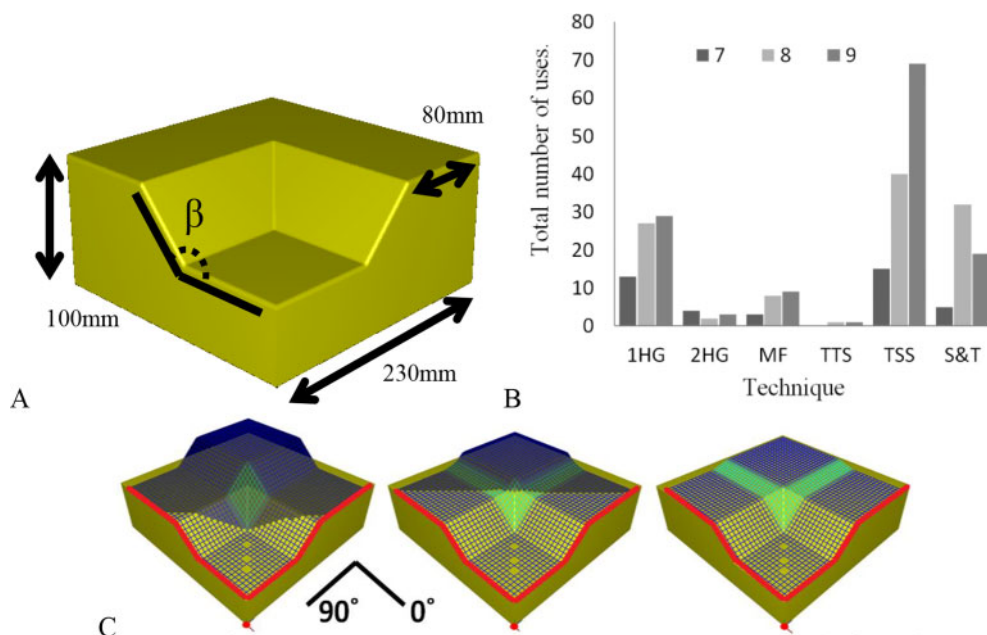 80mm
β
100mm
230mm
A
80
70
60
50
40
30
20
10
0
Total number of uses.
7 8 9
1HG 2HG MF TTS TSS S&T
Technique
B
90° 0°
C